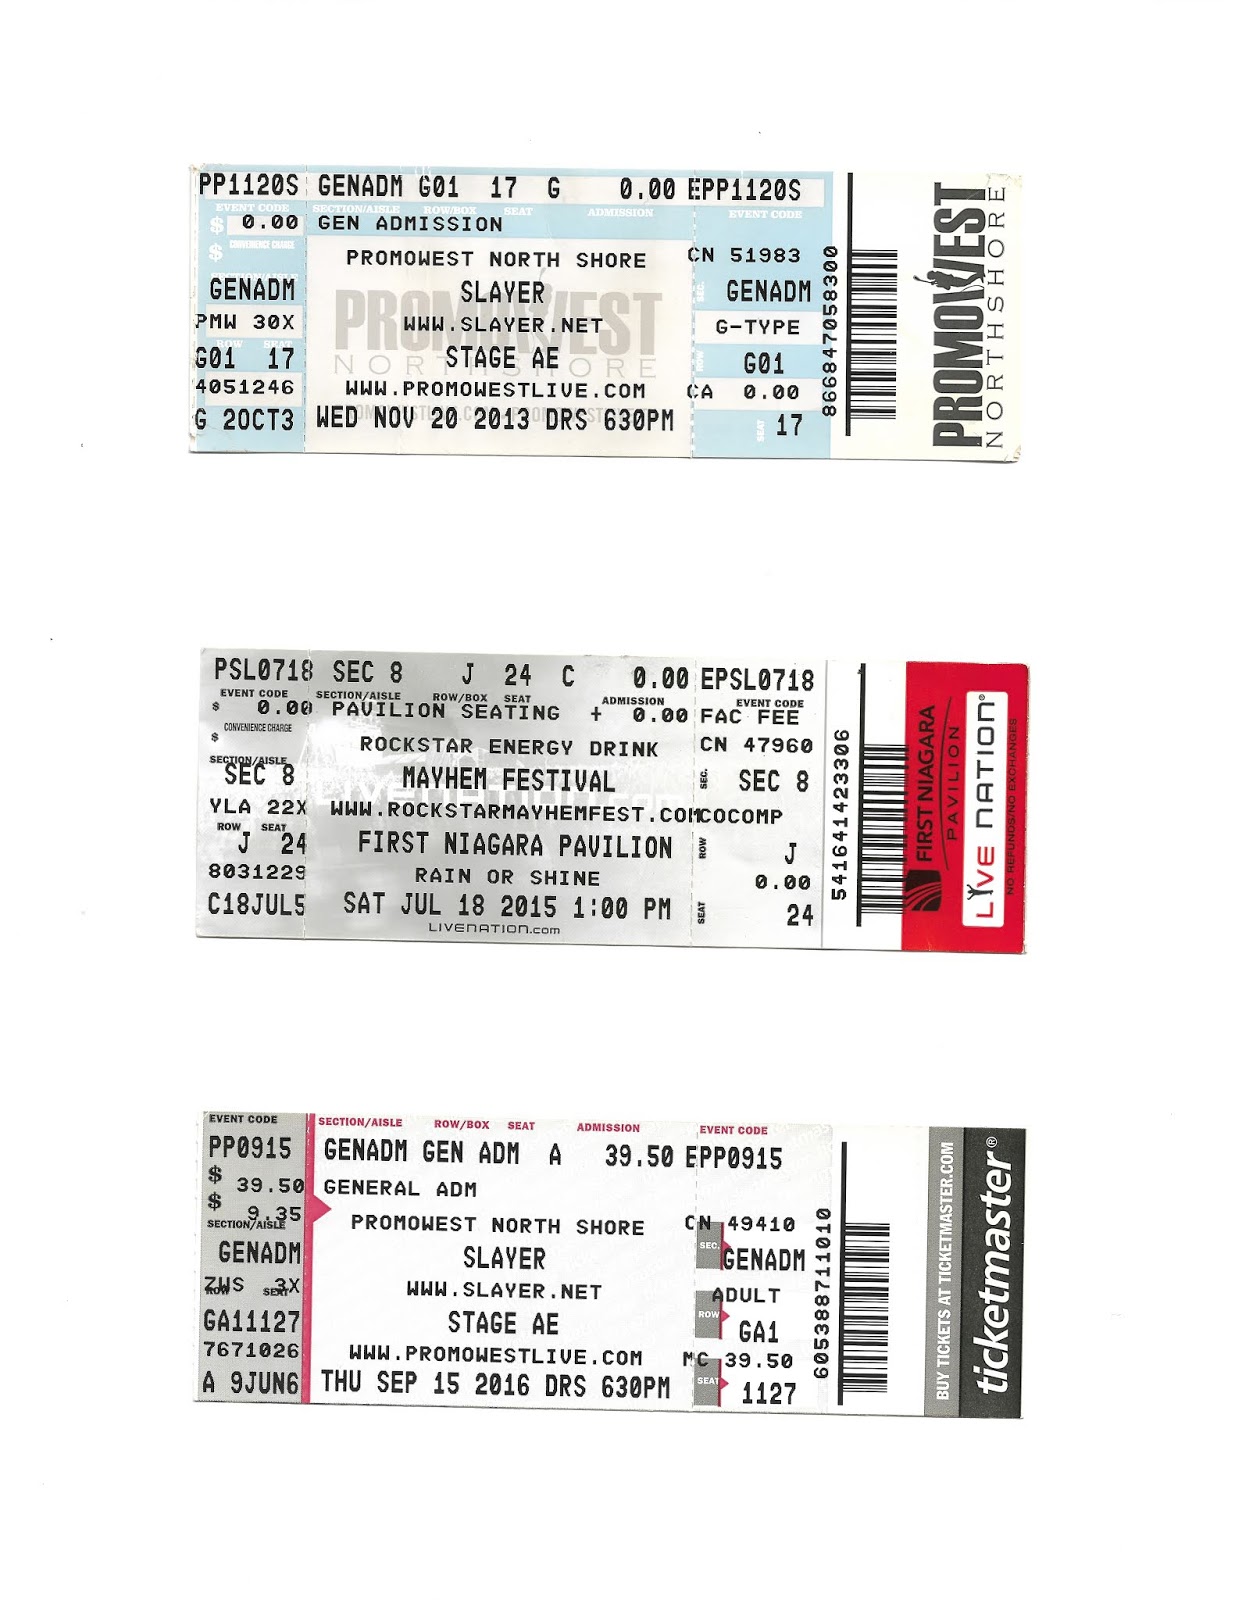 PP1120S GENADM G01 17 G 0.00 EPP1120S
EVENT CODE SECTION/AISLE ROW/BOX SEAT ADMISSION EVENT CODE
$ 0.00 GEN ADMISSION
$ CONVENIENCE CHARGE
PROMOWEST NORTH SHORE CN 51983
SECTION/AISLE
GENADM SLAYER SEC. GENADM
PMW 30X WWW.SLAYER.NET G-TYPE
ROW SEAT
G01 17 STAGE AE ROW G01
4051246 WWW.PROMOWESTLIVE.COM CA 0.00
G 20CT3 WED NOV 20 2013 DRS 630PM SEAT 17
866847058300
PROMOWEST
NORTHSHORE
PROMOWEST
NORTHSHORE
PSL0718 SEC 8 J 24 C 0.00 EPSL0718
EVENT CODE SECTION/AISLE ROW/BOX SEAT ADMISSION EVENT CODE
$ 0.00 PAVILION SEATING + 0.00 FAC FEE
CONVENIENCE CHARGE
$ ROCKSTAR ENERGY DRINK CN 47960
SECTION/AISLE
SEC 8 MAYHEM FESTIVAL SEC. SEC 8
YLA 22X WWW.ROCKSTARMAYHEMFEST.COM COCOMP
ROW SEAT
J 24 FIRST NIAGARA PAVILION ROW J
8031229 RAIN OR SHINE 0.00
C18JUL5 SAT JUL 18 2015 1:00 PM SEAT 24
LIVENATION.com
541641423306
FIRST NIAGARA
PAVILION
LIVE NATION®
NO REFUNDS/NO EXCHANGES
EVENT CODE SECTION/AISLE ROW/BOX SEAT ADMISSION EVENT CODE
PP0915 GENADM GEN ADM A 39.50 EPP0915
$ 39.50 GENERAL ADM
$ 9.35
SECTION/AISLE PROMOWEST NORTH SHORE CN 49410
GENADM SLAYER SEC. GENADM
ZWS 3X WWW.SLAYER.NET ADULT
ROW SEAT
GA11127 STAGE AE ROW GA1
7671026 WWW.PROMOWESTLIVE.COM MC 39.50
A 9JUN6 THU SEP 15 2016 DRS 630PM SEAT 1127
605388711010
BUY TICKETS AT TICKETMASTER.COM
ticketmaster®